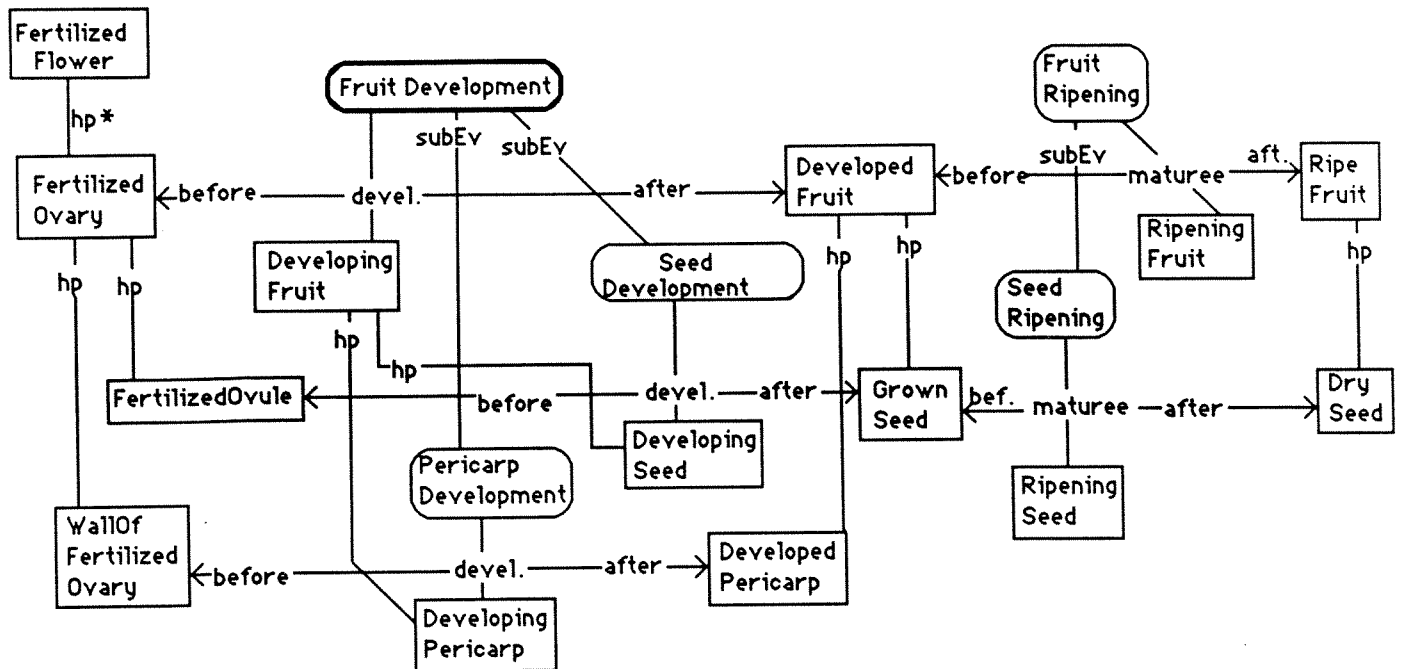 Fertilized
Flower
hp*
Fertilized
Ovary
hp
hp
FertilizedOvule
WallOf
Fertilized
Ovary
Fruit Development
subEv
subEv
before
devel.
after
Developing
Fruit
hp
hp
Seed
Development
before
devel.
after
Developing
Seed
Pericarp
Development
before
devel.
after
Developing
Pericarp
Developed
Fruit
hp
hp
Grown
Seed
Developed
Pericarp
Fruit
Ripening
subEv
before
maturee
aft.
Ripe
Fruit
Ripening
Fruit
hp
Seed
Ripening
bef.
maturee
after
Dry
Seed
Ripening
Seed